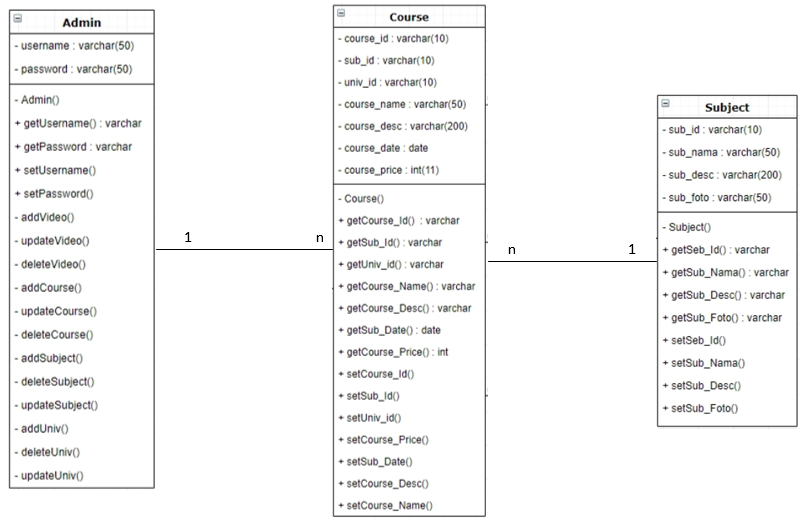 Admin
- username : varchar(50)
- password : varchar(50)
- Admin()
+ getUsername() : varchar
+ getPassword : varchar
+ setUsername()
+ setPassword()
- addVideo()
- updateVideo()
- deleteVideo()
- addCourse()
- updateCourse()
- deleteCourse()
- addSubject()
- deleteSubject()
- updateSubject()
- addUniv()
- deleteUniv()
- updateUniv()
1
n
Course
- course_id : varchar(10)
- sub_id : varchar(10)
- univ_id : varchar(10)
- course_name : varchar(50)
- course_desc : varchar(200)
- course_date : date
- course_price : int(11)
- Course()
+ getCourse_Id() : varchar
+ getSub_Id() : varchar
+ getUniv_id() : varchar
+ getCourse_Name() : varchar
+ getCourse_Desc() : varchar
+ getSub_Date() : date
+ getCourse_Price() : int
+ setCourse_Id()
+ setSub_Id()
+ setUniv_id()
+ setCourse_Price()
+ setSub_Date()
+ setCourse_Desc()
+ setCourse_Name()
n
1
Subject
- sub_id : varchar(10)
- sub_nama : varchar(50)
- sub_desc : varchar(200)
- sub_foto : varchar(50)
- Subject()
+ getSeb_Id() : varchar
+ getSub_Nama() : varchar
+ getSub_Desc() : varchar
+ getSub_Foto() : varchar
+ setSeb_Id()
+ setSub_Nama()
+ setSub_Desc()
+ setSub_Foto()